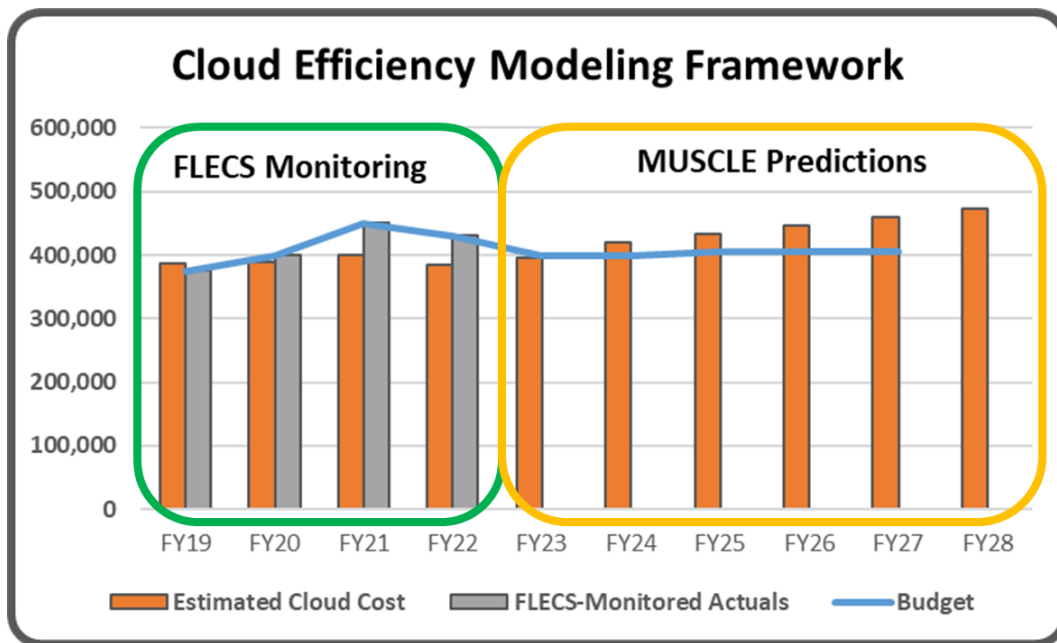 Cloud Efficiency Modeling Framework
600,000
FLECS Monitoring
MUSCLE Predictions
500,000
400,000
300,000
200,000
100,000
0
FY19 FY20 FY21 FY22 FY23 FY24 FY25 FY26 FY27 FY28
Estimated Cloud Cost FLECS-Monitored Actuals Budget